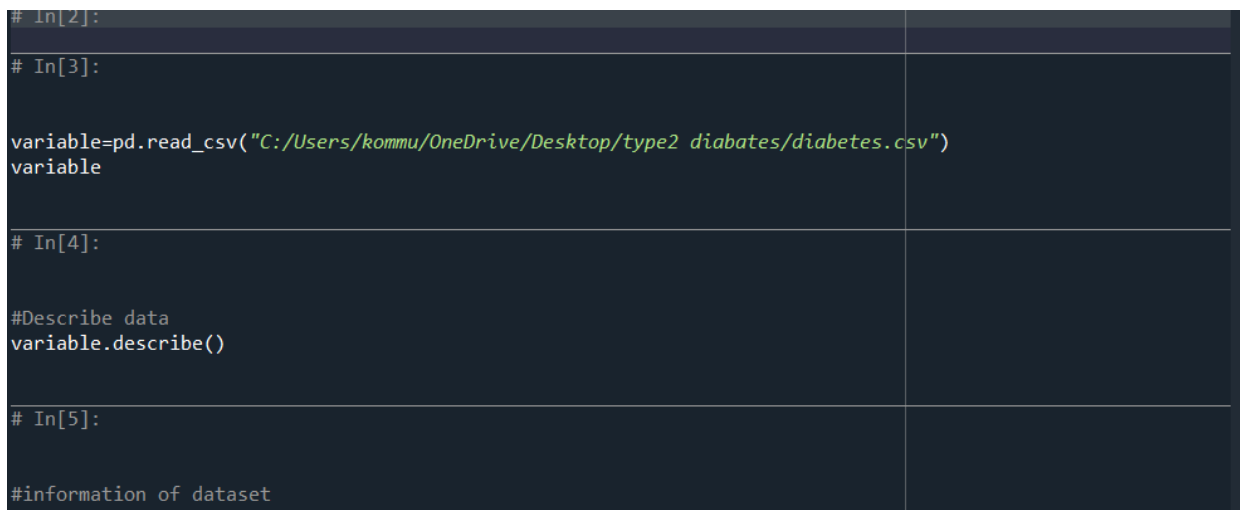 # In[2]:
# In[3]:
variable=pd.read_csv("C:/Users/kommu/OneDrive/Desktop/type2 diabates/diabetes.csv")
variable
# In[4]:
#Describe data
variable.describe()
# In[5]:
#information of dataset